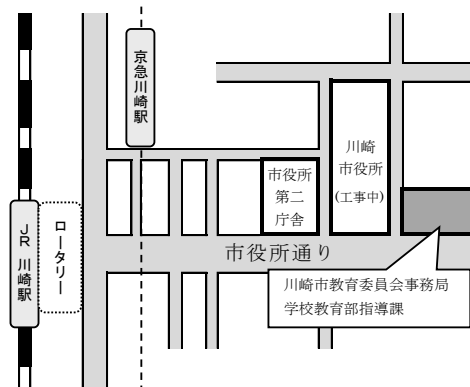 京急川崎駅
川崎
市役所
(工事中)
市役所
第二
庁舎
ＪＲ 川崎駅
ロータリー
市役所通り
川崎市教育委員会事務局
学校教育部指導課